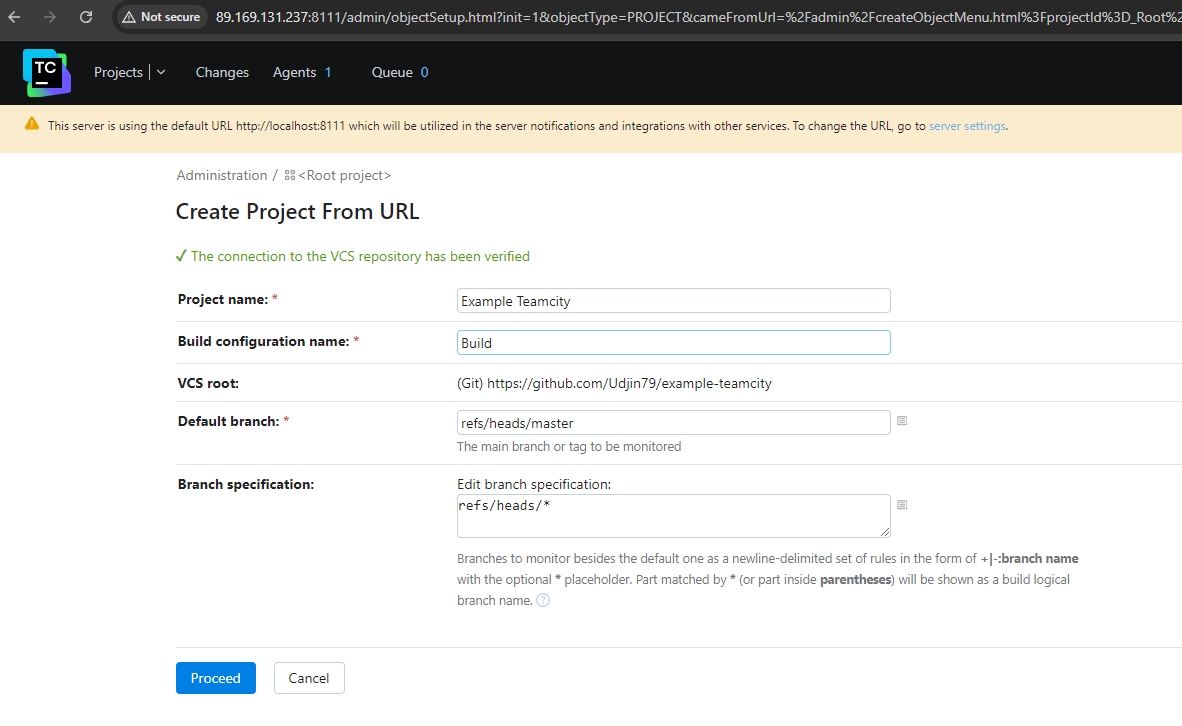 Not secure 89.169.131.237:8111/admin/objectSetup.html?init=1&objectType=PROJECT&cameFromUrl=%2Fadmin%2FcreateObjectMenu.html%3FprojectId%3D_Root%2
TC Projects Changes Agents 1 Queue 0
This server is using the default URL http://localhost:8111 which will be utilized in the server notifications and integrations with other services. To change the URL, go to server settings.
Administration / <Root project>
Create Project From URL
✓ The connection to the VCS repository has been verified
Project name: * Example Teamcity
Build configuration name: * Build
VCS root: (Git) https://github.com/Udjin79/example-teamcity
Default branch: * refs/heads/master
The main branch or tag to be monitored
Branch specification: Edit branch specification:
refs/heads/*
Branches to monitor besides the default one as a newline-delimited set of rules in the form of +|-:branch name
with the optional * placeholder. Part matched by * (or part inside parentheses) will be shown as a build logical
branch name. ?
Proceed Cancel